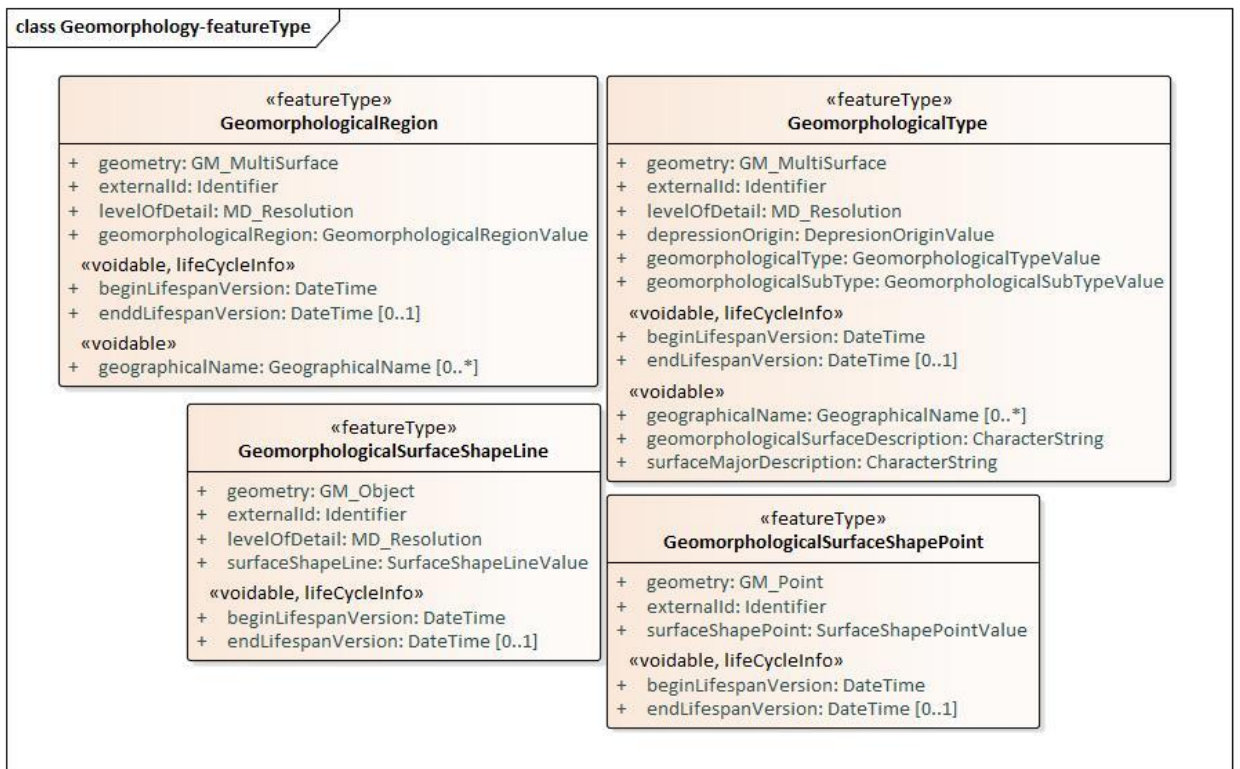 class Geomorphology-featureType
«featureType»
GeomorphologicalRegion
+ geometry: GM_MultiSurface
+ externalId: Identifier
+ levelOfDetail: MD_Resolution
+ geomorphologicalRegion: GeomorphologicalRegionValue
«voidable, lifeCycleInfo»
+ beginLifespanVersion: DateTime
+ enddLifespanVersion: DateTime [0..1]
«voidable»
+ geographicalName: GeographicalName [0..*]
«featureType»
GeomorphologicalType
+ geometry: GM_MultiSurface
+ externalId: Identifier
+ levelOfDetail: MD_Resolution
+ depressionOrigin: DepresionOriginValue
+ geomorphologicalType: GeomorphologicalTypeValue
+ geomorphologicalSubType: GeomorphologicalSubTypeValue
«voidable, lifeCycleInfo»
+ beginLifespanVersion: DateTime
+ endLifespanVersion: DateTime [0..1]
«voidable»
+ geographicalName: GeographicalName [0..*]
+ geomorphologicalSurfaceDescription: CharacterString
+ surfaceMajorDescription: CharacterString
«featureType»
GeomorphologicalSurfaceShapeLine
+ geometry: GM_Object
+ externalId: Identifier
+ levelOfDetail: MD_Resolution
+ surfaceShapeLine: SurfaceShapeLineValue
«voidable, lifeCycleInfo»
+ beginLifespanVersion: DateTime
+ endLifespanVersion: DateTime [0..1]
«featureType»
GeomorphologicalSurfaceShapePoint
+ geometry: GM_Point
+ externalId: Identifier
+ surfaceShapePoint: SurfaceShapePointValue
«voidable, lifeCycleInfo»
+ beginLifespanVersion: DateTime
+ endLifespanVersion: DateTime [0..1]